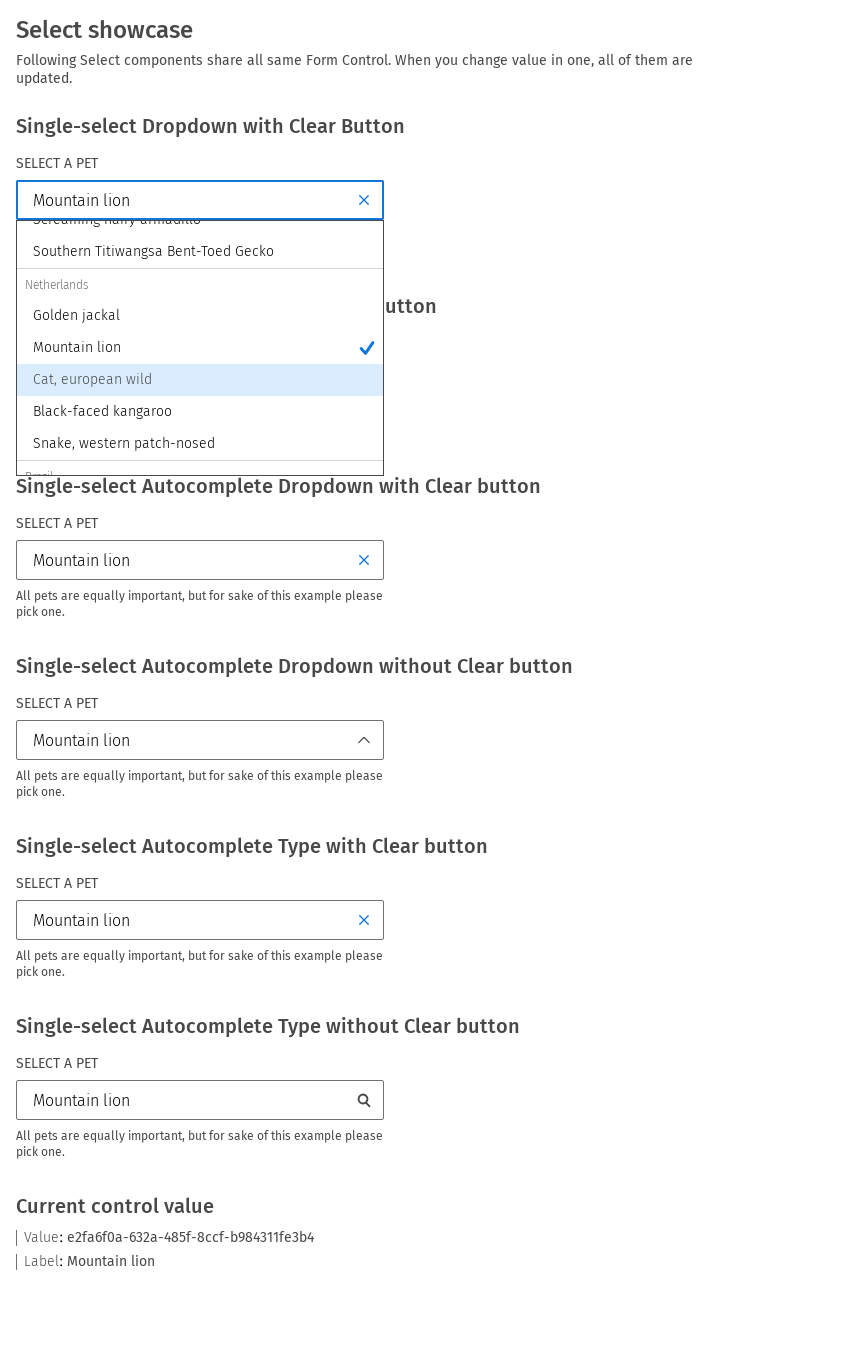 Select showcase
Following Select components share all same Form Control. When you change value in one, all of them are
updated.
Single-select Dropdown with Clear Button
SELECT A PET
Mountain lion
Screaming hairy armadillo
Southern Titiwangsa Bent-Toed Gecko
Netherlands
utton
Golden jackal
Mountain lion
Cat, european wild
Black-faced kangaroo
Snake, western patch-nosed
Brazil
Single-select Autocomplete Dropdown with Clear button
SELECT A PET
Mountain lion
All pets are equally important, but for sake of this example please
pick one.
Single-select Autocomplete Dropdown without Clear button
SELECT A PET
Mountain lion
All pets are equally important, but for sake of this example please
pick one.
Single-select Autocomplete Type with Clear button
SELECT A PET
Mountain lion
All pets are equally important, but for sake of this example please
pick one.
Single-select Autocomplete Type without Clear button
SELECT A PET
Mountain lion
All pets are equally important, but for sake of this example please
pick one.
Current control value
Value: e2fa6f0a-632a-485f-8ccf-b984311fe3b4
Label: Mountain lion